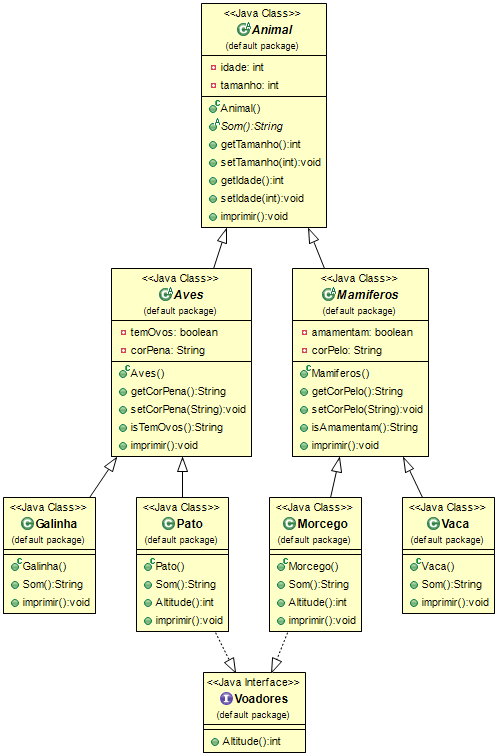 <<Java Class>>
Animal
(default package)
idade: int
tamanho: int
Animal()
Som():String
getTamanho():int
setTamanho(int):void
getIdade():int
setIdade(int):void
imprimir():void
<<Java Class>>
Aves
(default package)
temOvos: boolean
corPena: String
Aves()
getCorPena():String
setCorPena(String):void
isTemOvos():String
imprimir():void
<<Java Class>>
Mamiferos
(default package)
amamentam: boolean
corPelo: String
Mamiferos()
getCorPelo():String
setCorPelo(String):void
isAmamentam():String
imprimir():void
<<Java Class>>
Galinha
(default package)
Galinha()
Som():String
imprimir():void
<<Java Class>>
Pato
(default package)
Pato()
Som():String
Altitude():int
imprimir():void
<<Java Class>>
Morcego
(default package)
Morcego()
Som():String
Altitude():int
imprimir():void
<<Java Class>>
Vaca
(default package)
Vaca()
Som():String
imprimir():void
<<Java Interface>>
Voadores
(default package)
Altitude():int